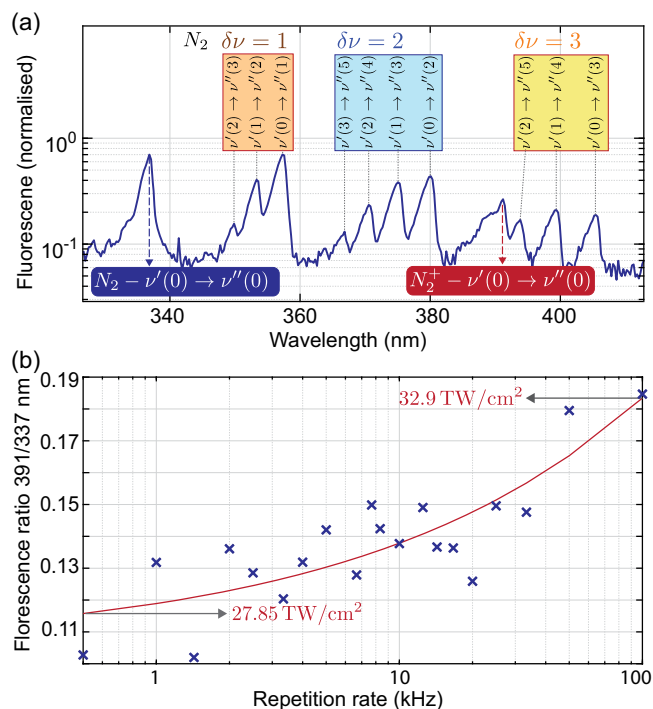 (a)
N₂ δν = 1 δν = 2 δν = 3
ν′(2) → ν″(3)
ν′(1) → ν″(2)
ν′(0) → ν″(1)
ν′(3) → ν″(5)
ν′(2) → ν″(4)
ν′(1) → ν″(3)
ν′(0) → ν″(2)
ν′(2) → ν″(5)
ν′(1) → ν″(4)
ν′(0) → ν″(3)
Fluorescene (normalised)
10⁰
10⁻¹
N₂ − ν′(0) → ν″(0)
N₂⁺ − ν′(0) → ν″(0)
340 360 380 400
Wavelength (nm)
(b)
Florescence ratio 391/337 nm
0.19
0.17
0.15
0.13
0.11
32.9 TW/cm²
27.85 TW/cm²
1 10 100
Repetition rate (kHz)